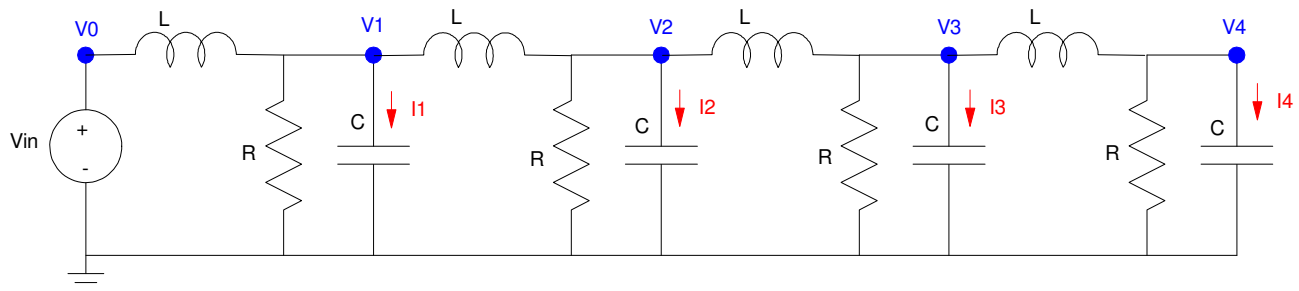 V0 L V1 L V2 L V3 L V4
I1 I2 I3 I4
C C C C
Vin + R R R R
-